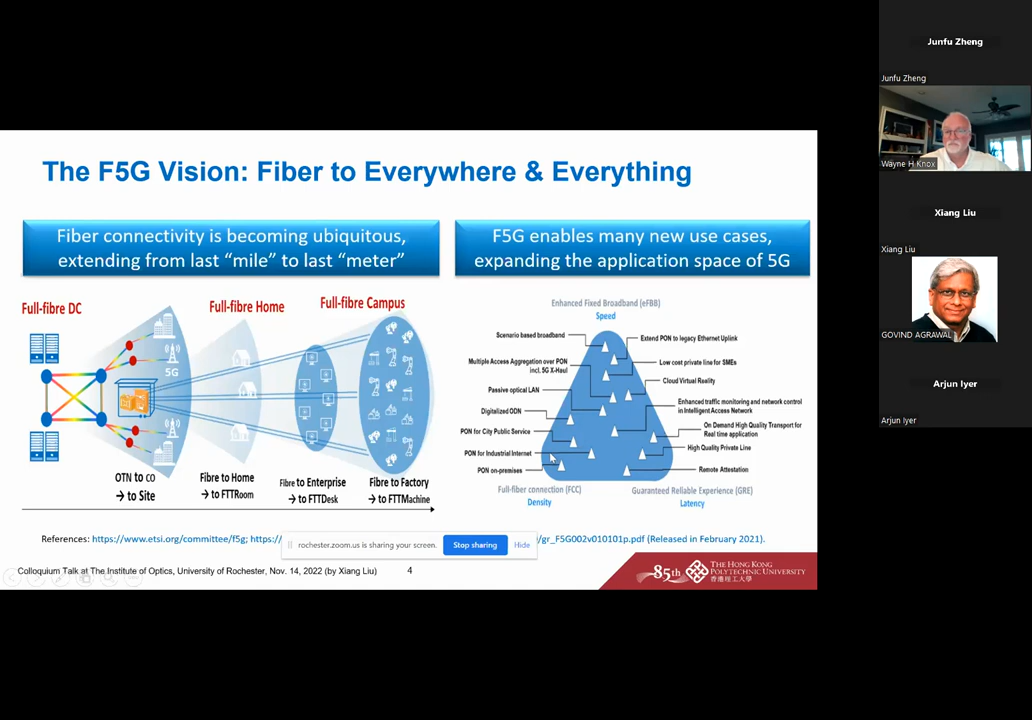 The F5G Vision: Fiber to Everywhere & Everything
Fiber connectivity is becoming ubiquitous,
extending from last “mile” to last “meter”
F5G enables many new use cases,
expanding the application space of 5G
Full-fibre DC
Full-fibre Home
Full-fibre Campus
5G
OTN to CO
→ to Site
Fibre to Home
→ to FTTRoom
Fibre to Enterprise
→ to FTTDesk
Fibre to Factory
→ to FTTMachine
Enhanced Fixed Broadband (eFBB)
Speed
Scenario based broadband
Multiple Access Aggregation over PON
incl. 5G X-Haul
Passive optical LAN
Digitalized ODN
PON for City Public Service
PON for Industrial Internet
PON on-premises
Extend PON to legacy Ethernet Uplink
Low cost private line for SMEs
Cloud Virtual Reality
Enhanced traffic monitoring and network control
in Intelligent Access Network
On Demand High Quality Transport for
Real time application
High Quality Private Line
Remote Attestation
Full-fiber connection (FCC)
Density
Guaranteed Reliable Experience (GRE)
Latency
References: https://www.etsi.org/committee/f5g; https:/
e/gr_F5G002v010101p.pdf (Released in February 2021).
rochester.zoom.us is sharing your screen.
Stop sharing
Hide
Colloquium Talk at The Institute of Optics, University of Rochester, Nov. 14, 2022 (by Xiang Liu)
4
85th
THE HONG KONG
POLYTECHNIC UNIVERSITY
香港理工大學
Junfu Zheng
Junfu Zheng
Wayne H Knox
Xiang Liu
Xiang Liu
GOVIND AGRAWAL
Arjun Iyer
Arjun Iyer